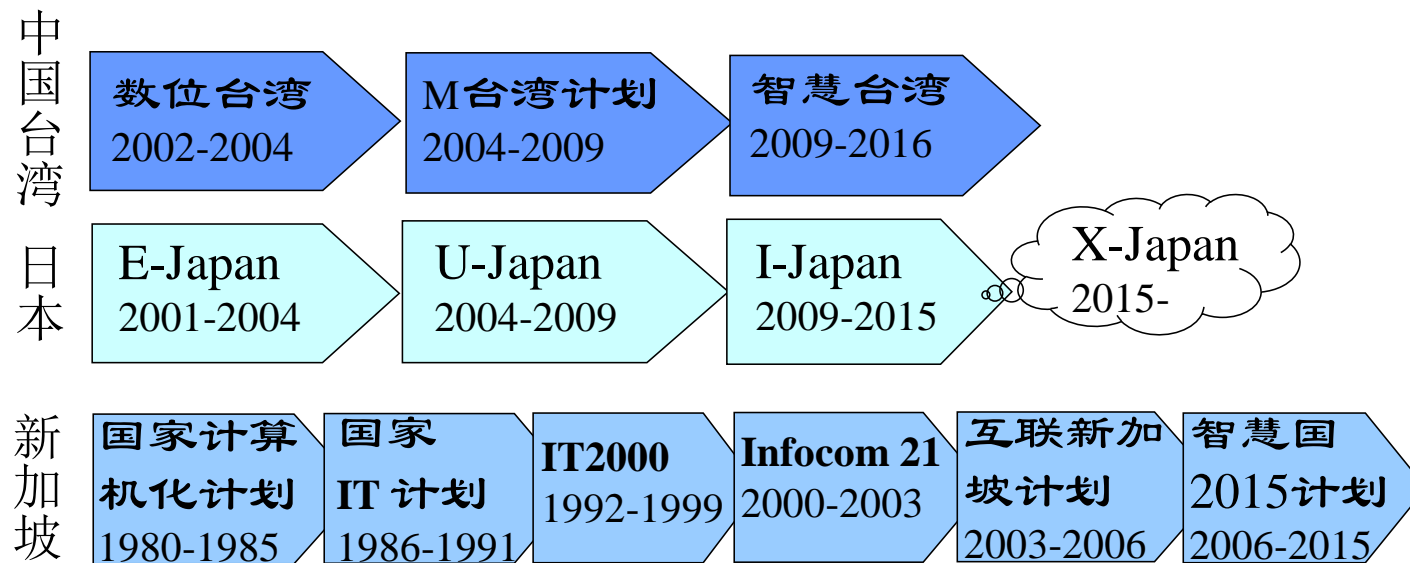 中国台湾
数位台湾
2002-2004
M台湾计划
2004-2009
智慧台湾
2009-2016
日本
E-Japan
2001-2004
U-Japan
2004-2009
I-Japan
2009-2015
X-Japan
2015-
新加坡
国家计算
机化计划
1980-1985
国家
IT 计划
1986-1991
IT2000
1992-1999
Infocom 21
2000-2003
互联新加
坡计划
2003-2006
智慧国
2015计划
2006-2015